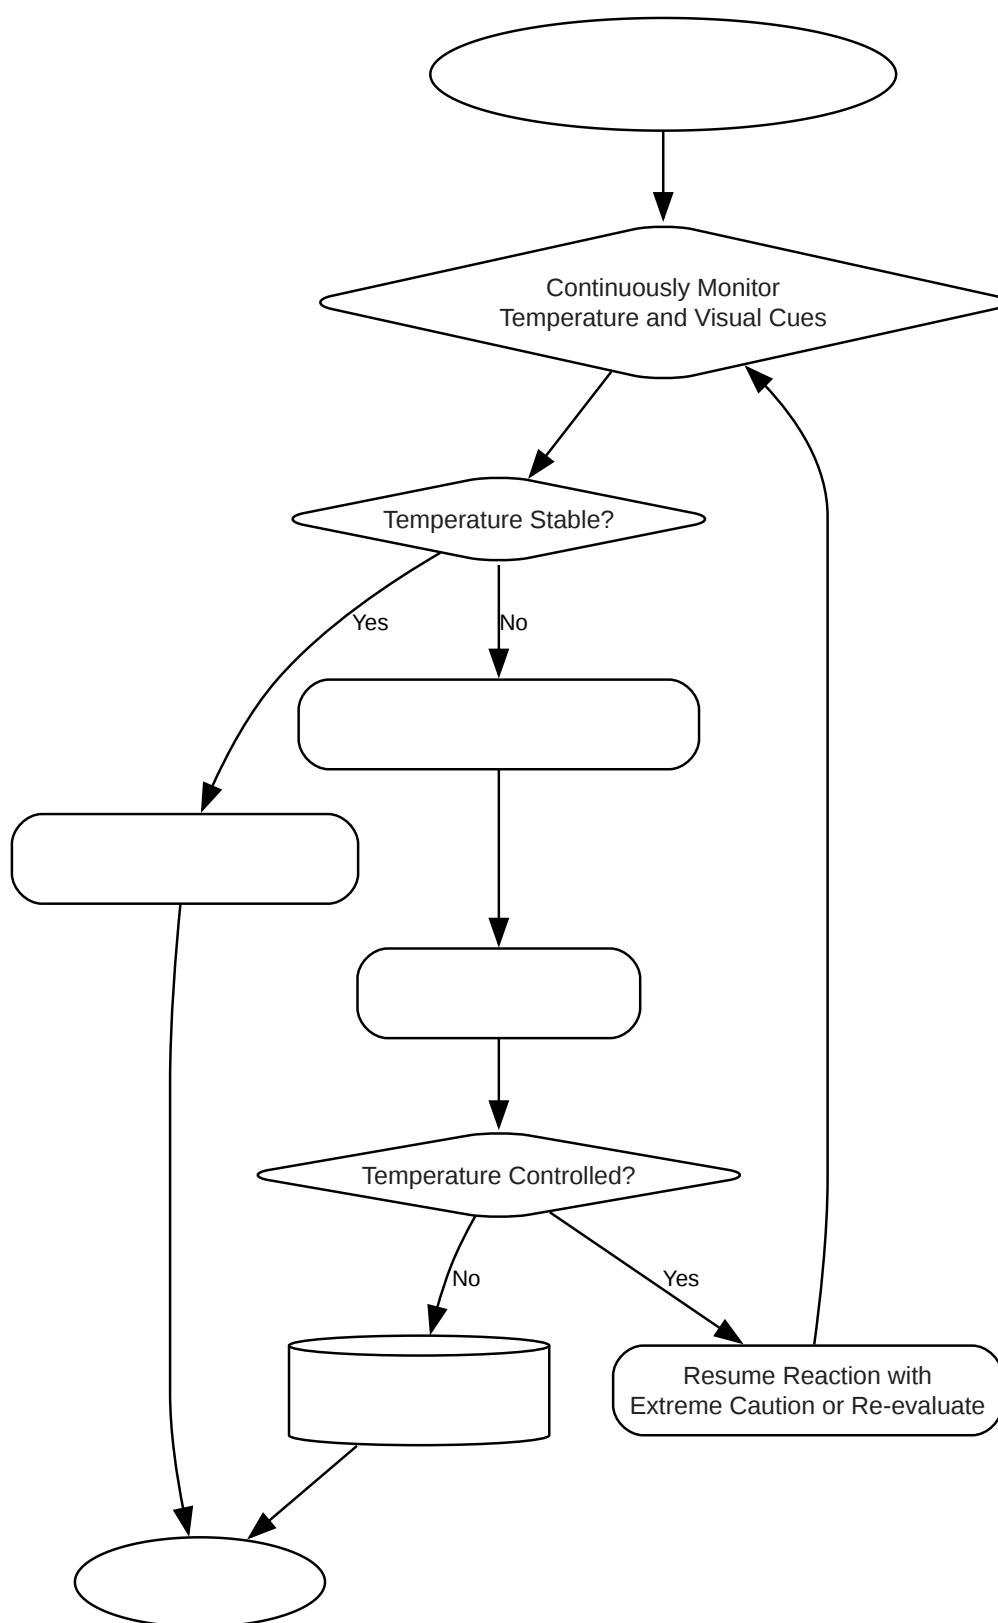 Continuously Monitor
Temperature and Visual Cues
Temperature Stable?
Yes
No
Temperature Controlled?
No
Yes
Resume Reaction with
Extreme Caution or Re-evaluate